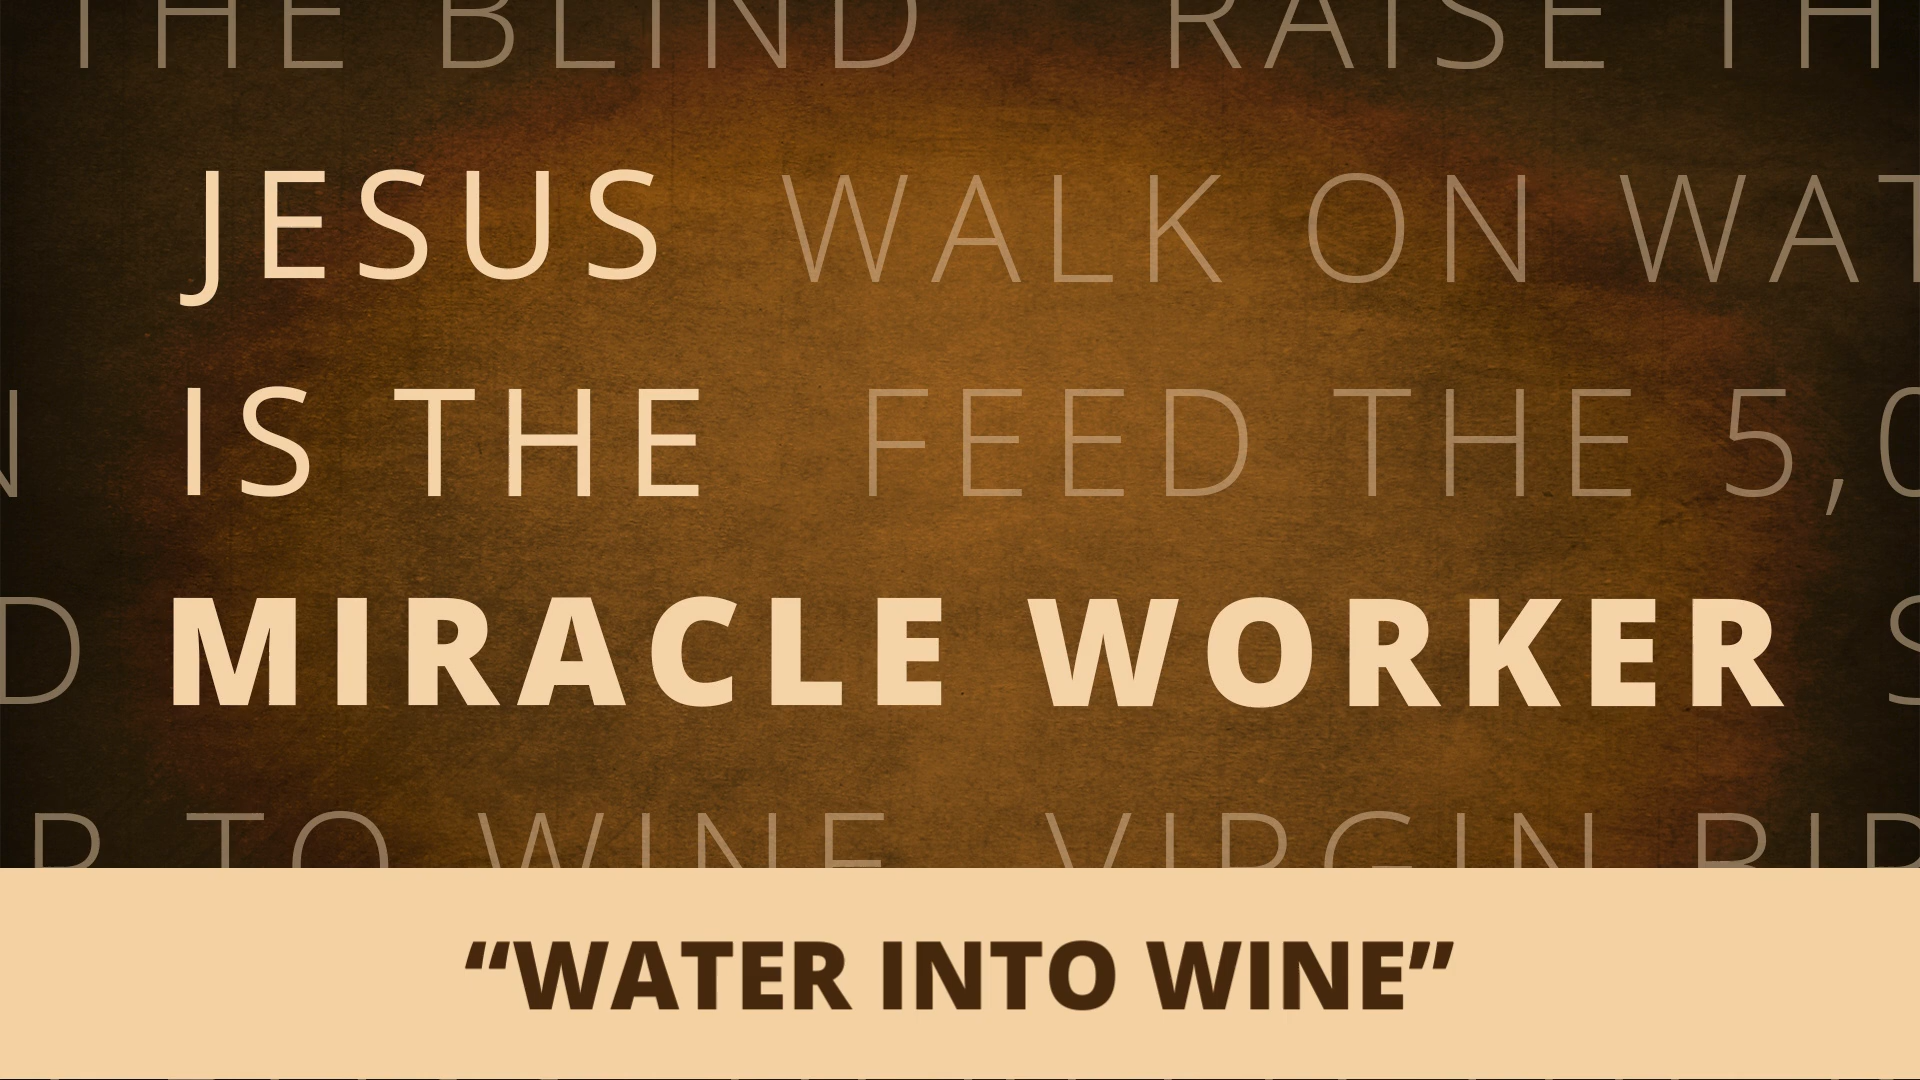 THE BLIND RAISE TH
JESUS WALK ON WAT
IS THE FEED THE 5,0
MIRACLE WORKER
R TO WINE VIRGIN BIR
“WATER INTO WINE”